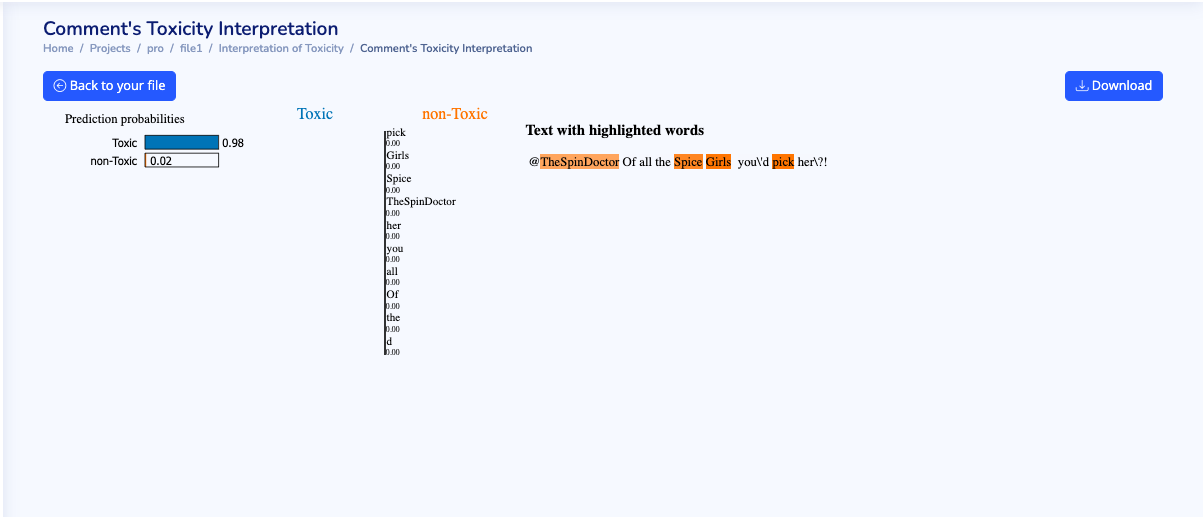 Comment's Toxicity Interpretation
Home / Projects / pro / file1 / Interpretation of Toxicity / Comment's Toxicity Interpretation
Back to your file
Download
Prediction probabilities
Toxic 0.98
non-Toxic 0.02
Toxic non-Toxic
pick
0.00
Girls
0.00
Spice
0.00
TheSpinDoctor
0.00
her
0.00
you
0.00
all
0.00
Of
0.00
the
0.00
d
0.00
Text with highlighted words
@TheSpinDoctor Of all the Spice Girls you\'d pick her\?!